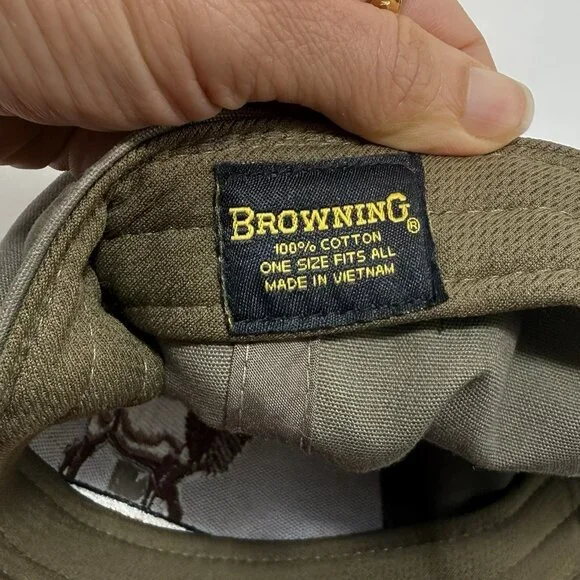 BROWNING®
100% COTTON
ONE SIZE FITS ALL
MADE IN VIETNAM